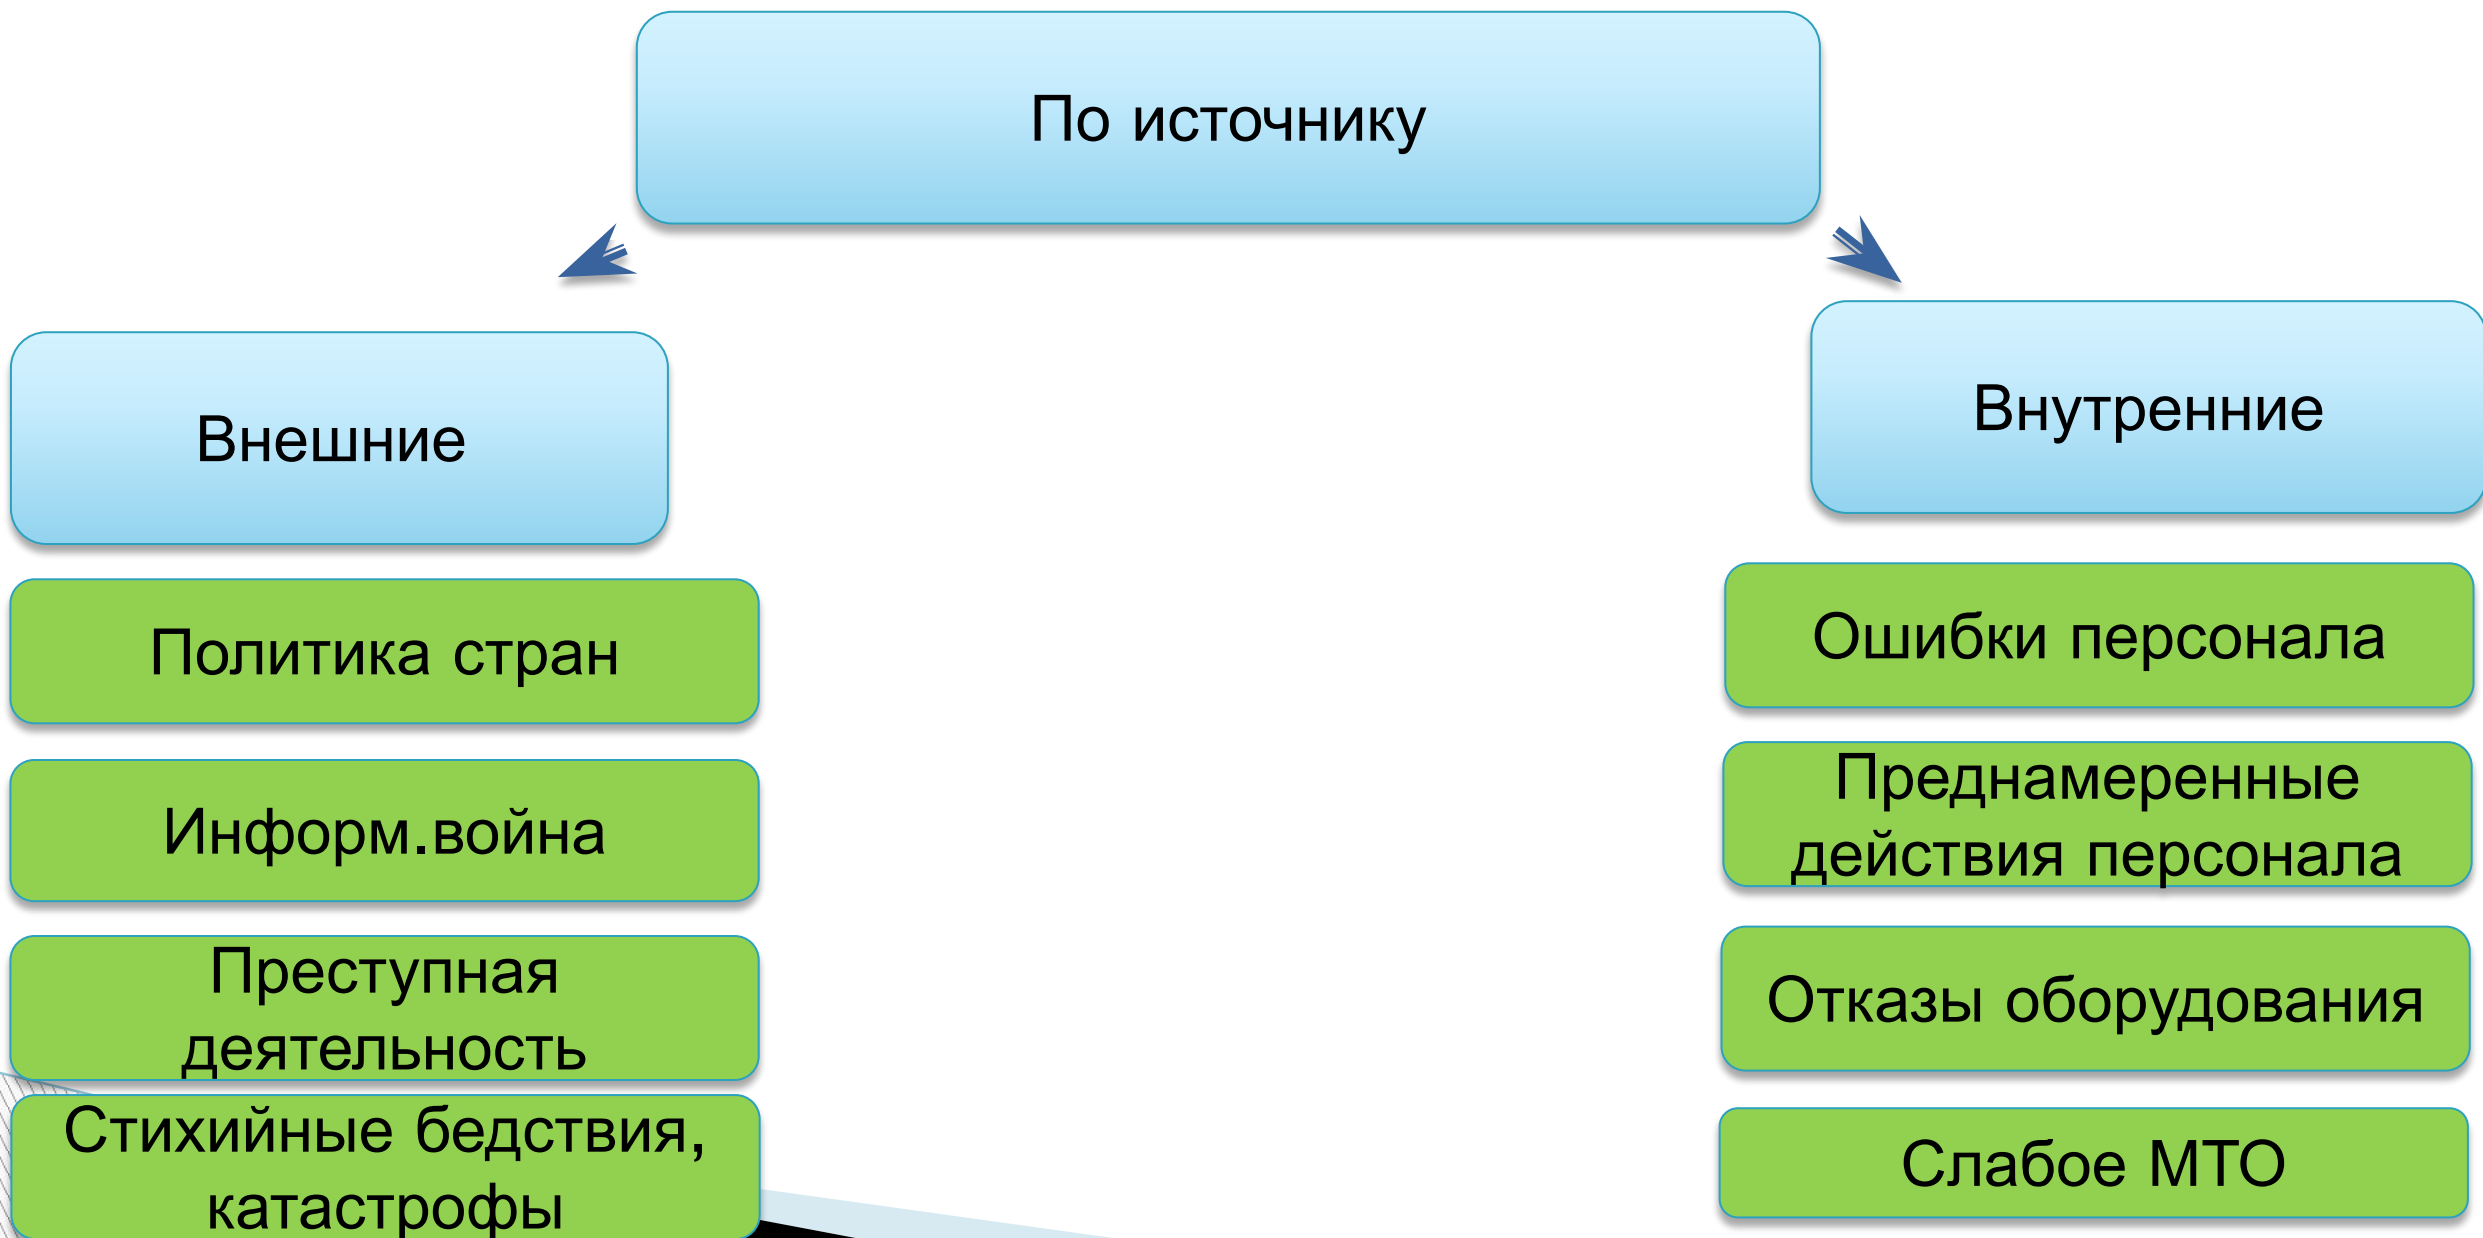 По источнику
Внешние
Политика стран
Информ.война
Преступная
деятельность
Стихийные бедствия,
катастрофы
Внутренние
Ошибки персонала
Преднамеренные
действия персонала
Отказы оборудования
Слабое МТО